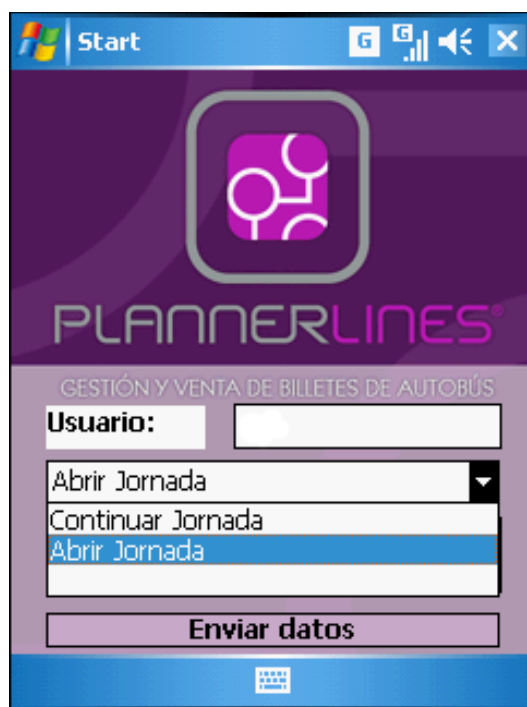 Start
G
G
PLANNERLINES®
GESTIÓN Y VENTA DE BILLETES DE AUTOBÚS
Usuario:
Abrir Jornada
Continuar Jornada
Abrir Jornada
Enviar datos